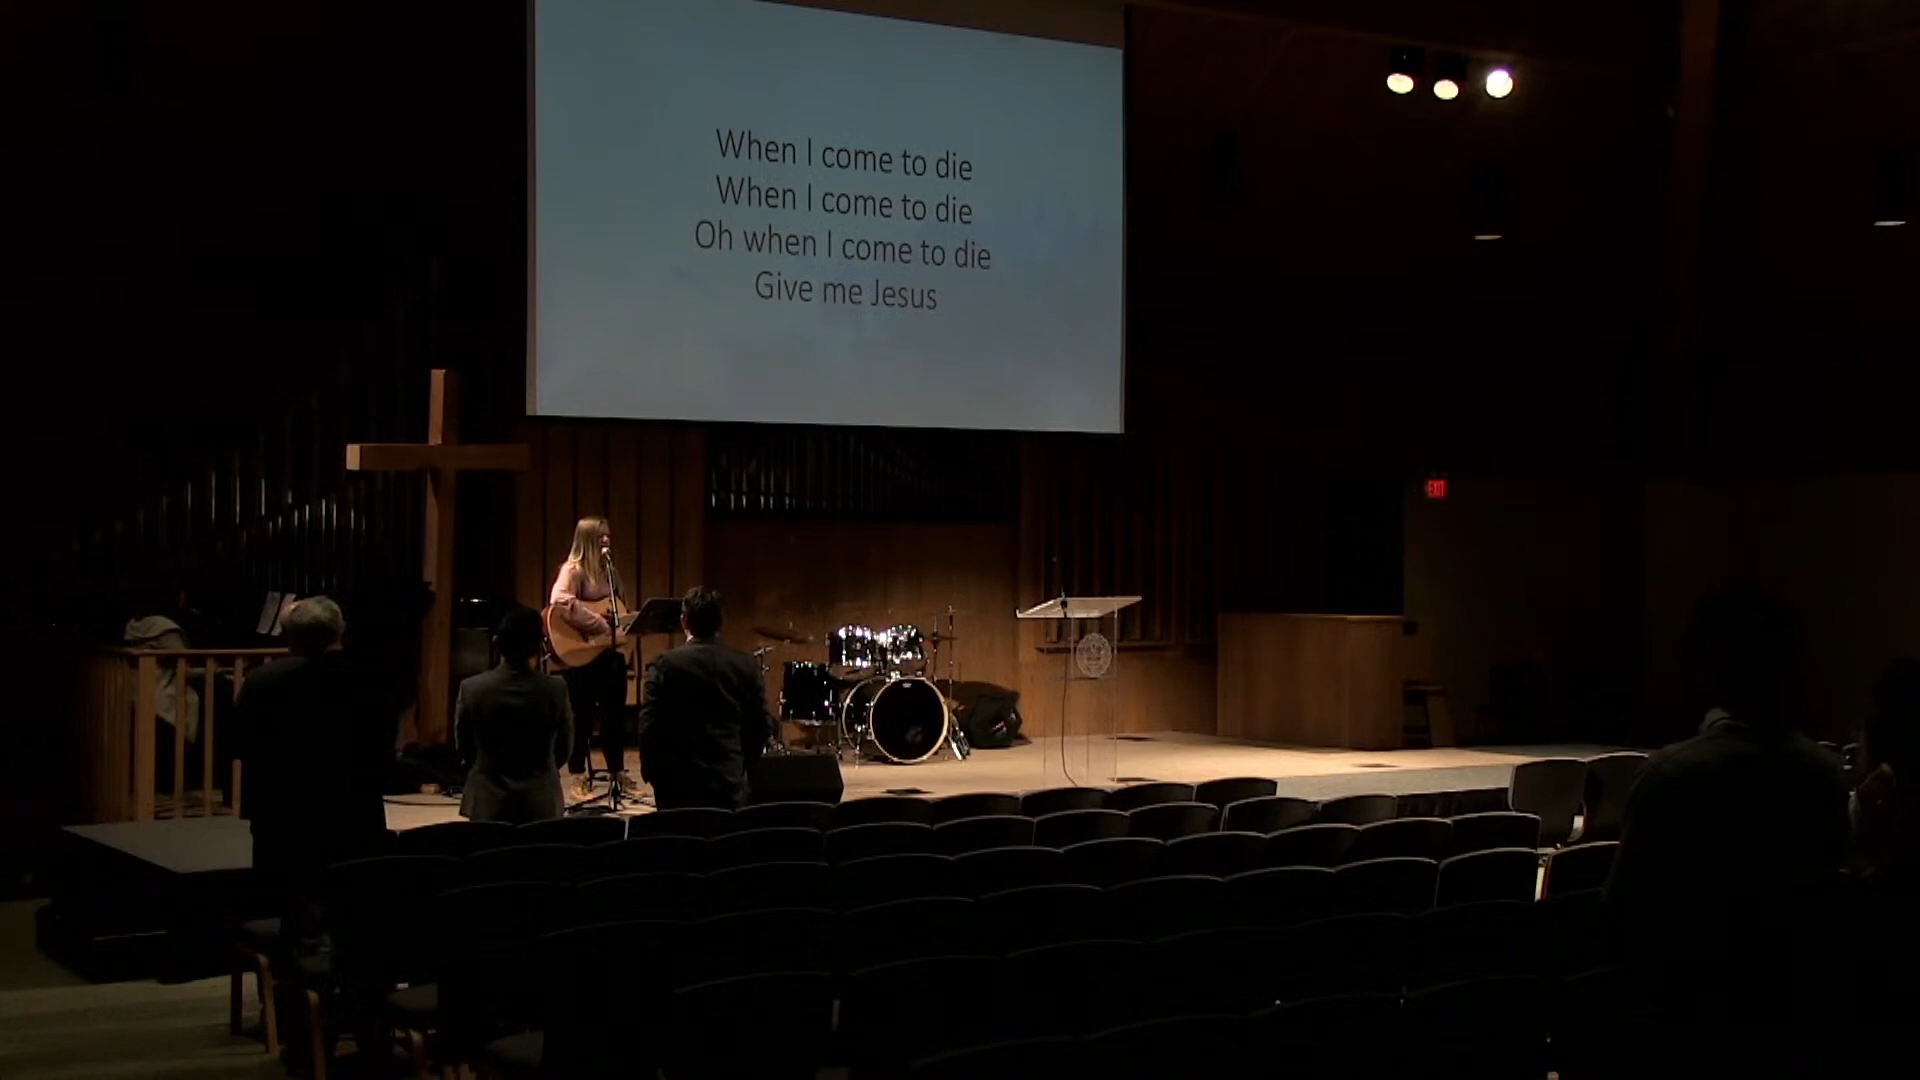 When I come to die
When I come to die
Oh when I come to die
Give me Jesus
EXIT